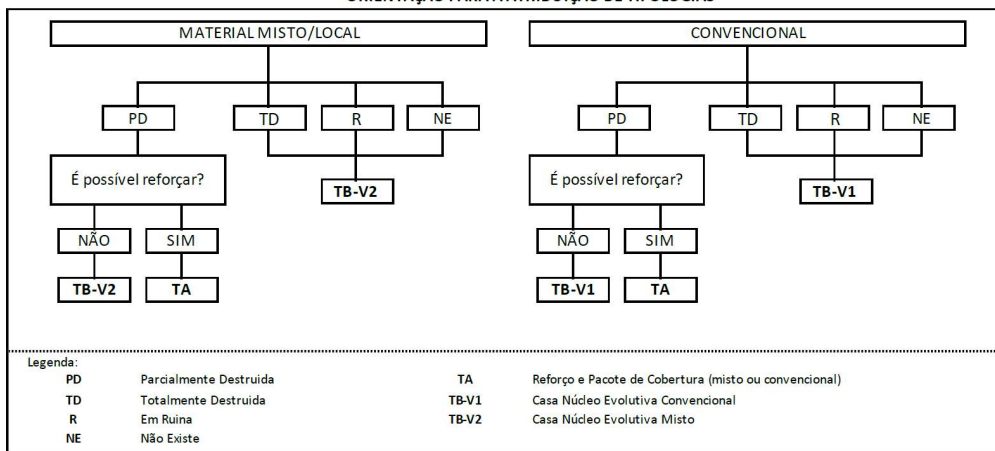 MATERIAL MISTO/LOCAL
PD
TD
R
NE
É possível reforçar?
TB-V2
NÃO
SIM
TB-V2
TA
CONVENCIONAL
PD
TD
R
NE
É possível reforçar?
TB-V1
NÃO
SIM
TB-V1
TA
Legenda:
PD Parcialmente Destruida
TD Totalmente Destruida
R Em Ruina
NE Não Existe
TA Reforço e Pacote de Cobertura (misto ou convencional)
TB-V1 Casa Núcleo Evolutiva Convencional
TB-V2 Casa Núcleo Evolutiva Misto